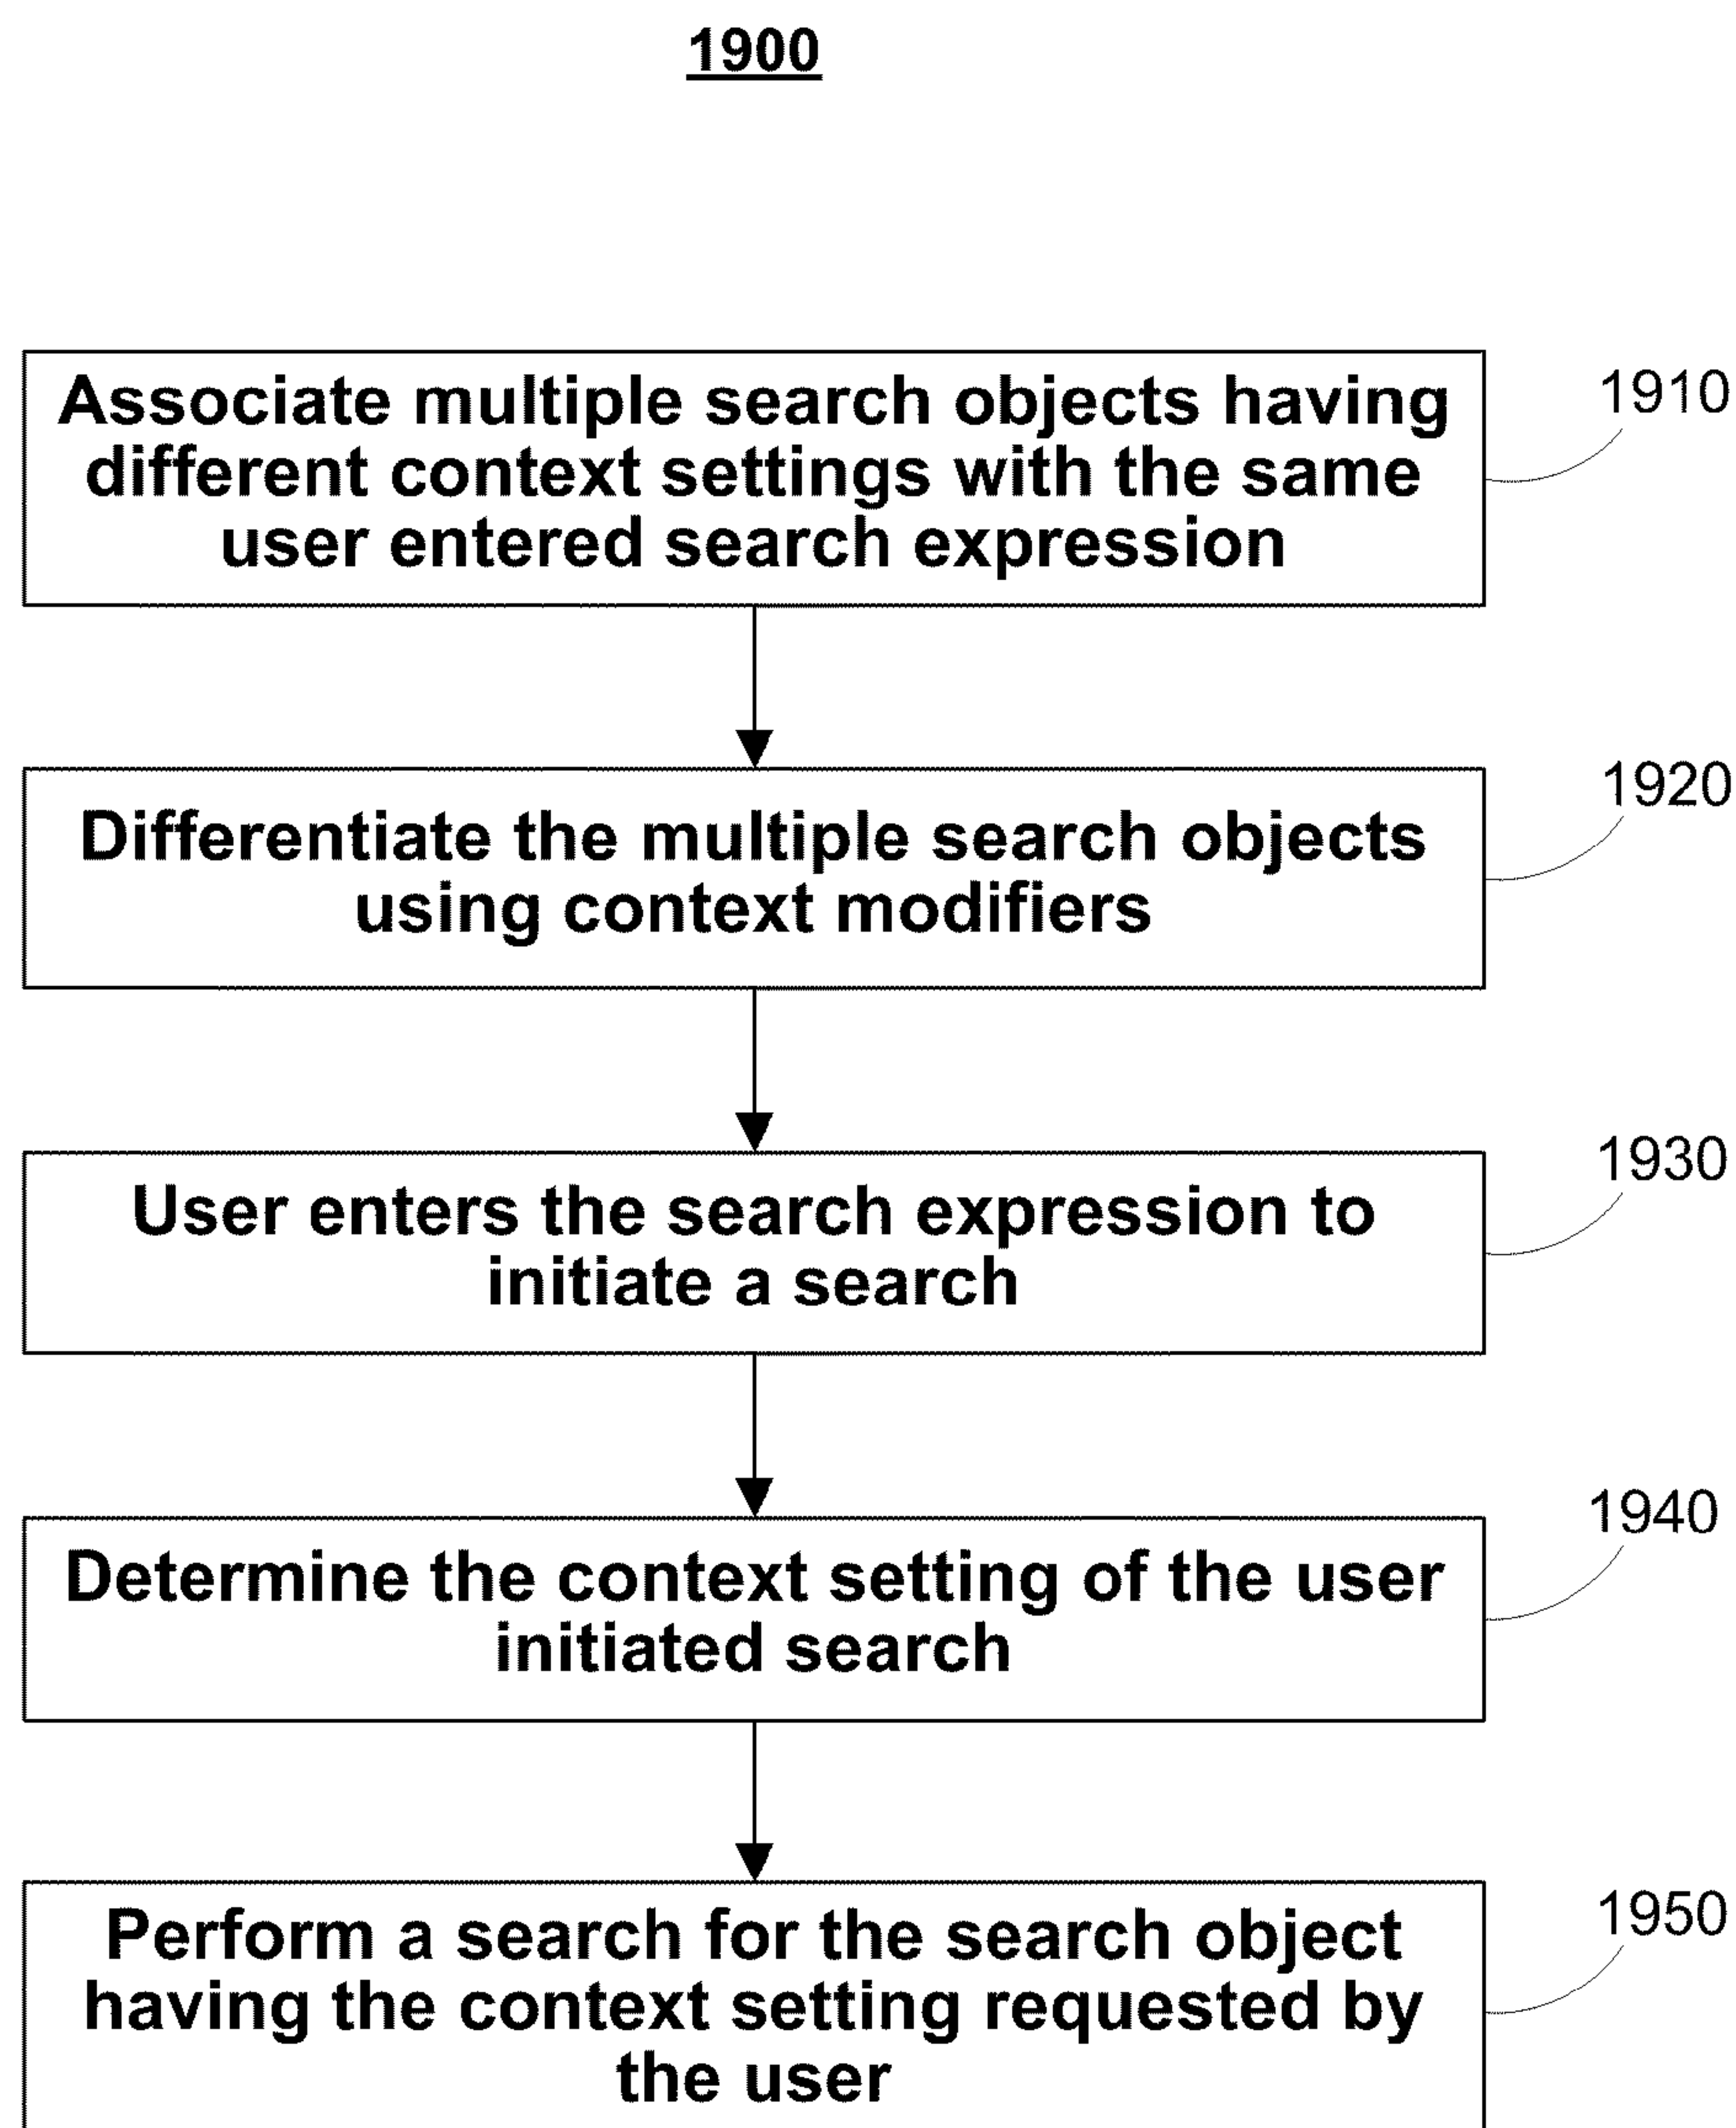 1900
Associate multiple search objects having
1910
different context settings with the same
user entered search expression
Differentiate the multiple search objects
1920
using context modifiers
User enters the search expression to
1930
initiate a search
Determine the context setting of the user
1940
initiated search
Perform a search for the search object
1950
having the context setting requested by
the user